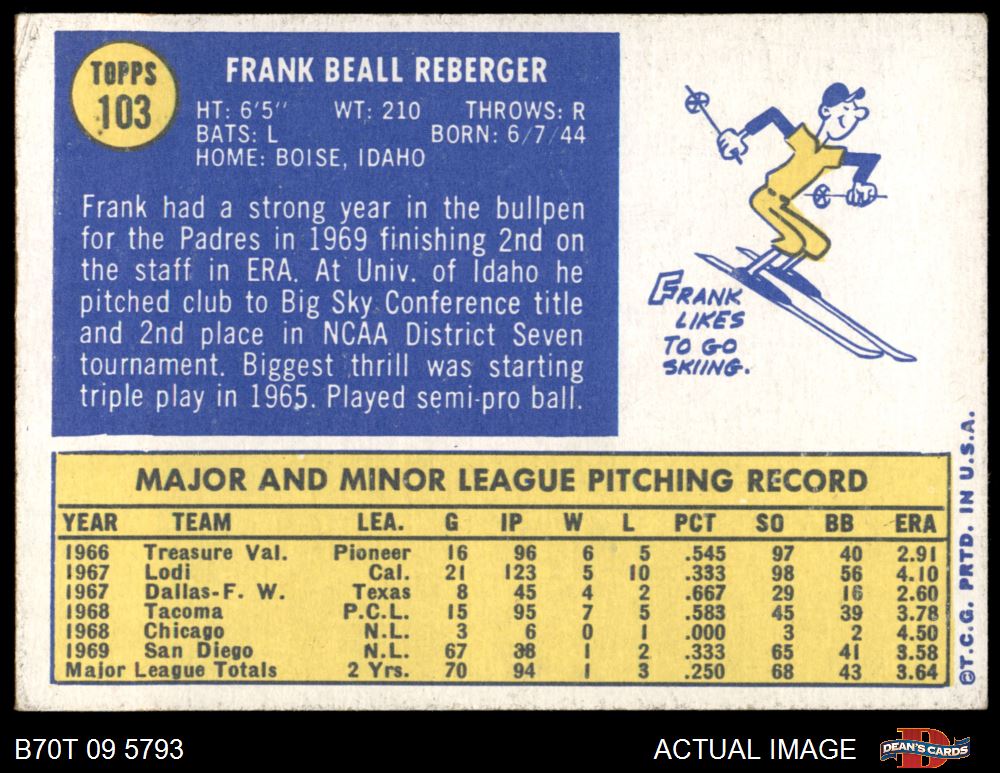 TOPPS
103
FRANK BEALL REBERGER
HT: 6'5" WT: 210 THROWS: R
BATS: L BORN: 6/7/44
HOME: BOISE, IDAHO
Frank had a strong year in the bullpen
for the Padres in 1969 finishing 2nd on
the staff in ERA. At Univ. of Idaho he
pitched club to Big Sky Conference title
and 2nd place in NCAA District Seven
tournament. Biggest thrill was starting
triple play in 1965. Played semi-pro ball.
FRANK
LIKES
TO GO
SKIING.
MAJOR AND MINOR LEAGUE PITCHING RECORD
YEAR TEAM LEA. G IP W L PCT SO BB ERA
1966 Treasure Val. Pioneer 16 96 6 5 .545 97 40 2.91
1967 Lodi Cal. 21 123 5 10 .333 98 56 4.10
1967 Dallas-F. W. Texas 8 45 4 2 .667 29 16 2.60
1968 Tacoma P.C.L. 15 95 7 5 .583 45 39 3.78
1968 Chicago N.L. 3 6 0 1 .000 3 2 4.50
1969 San Diego N.L. 67 38 1 2 .333 65 41 3.58
Major League Totals 2 Yrs. 70 94 1 3 .250 68 43 3.64
©T.C.G. PRTD. IN U.S.A.
B70T 09 5793
ACTUAL IMAGE
DEAN'S CARDS